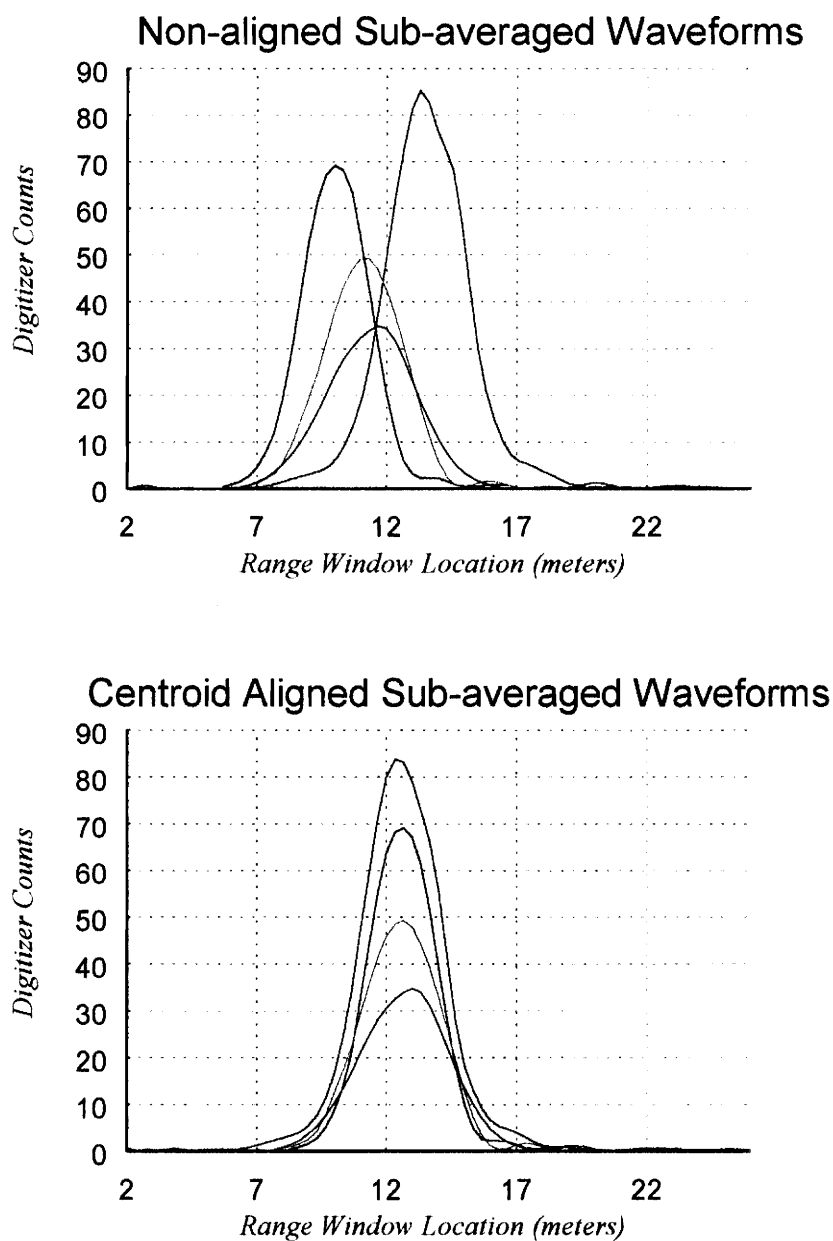 Non-aligned Sub-averaged Waveforms
90
80
70
60
50
40
30
20
10
0
Digitizer Counts
2 7 12 17 22
Range Window Location (meters)
Centroid Aligned Sub-averaged Waveforms
90
80
70
60
50
40
30
20
10
0
Digitizer Counts
2 7 12 17 22
Range Window Location (meters)